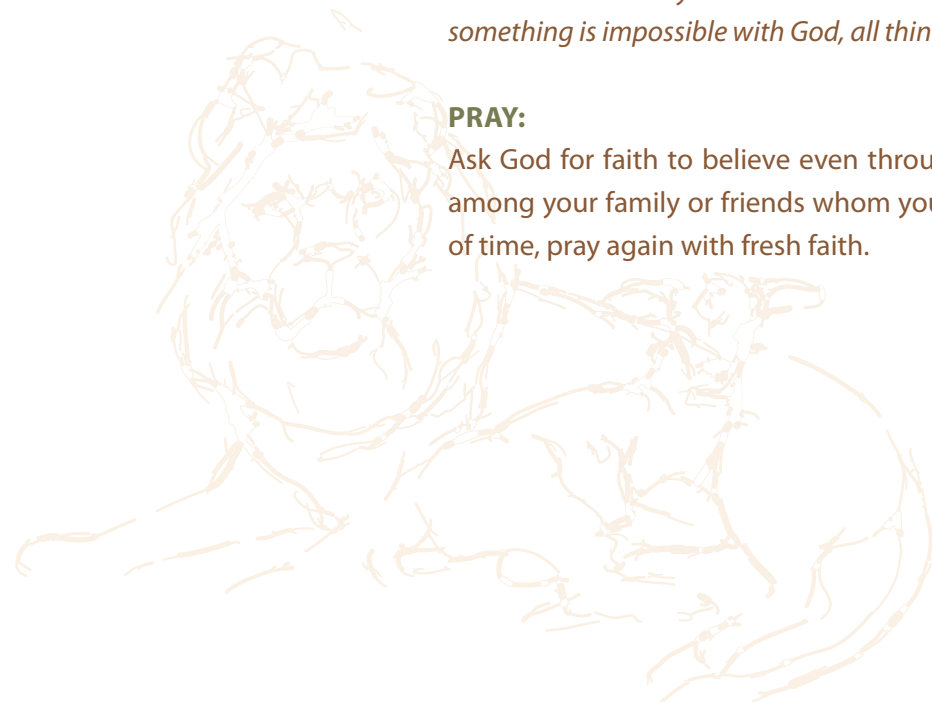 something is impossible with God, all thin
PRAY:
Ask God for faith to believe even throu
among your family or friends whom you
of time, pray again with fresh faith.